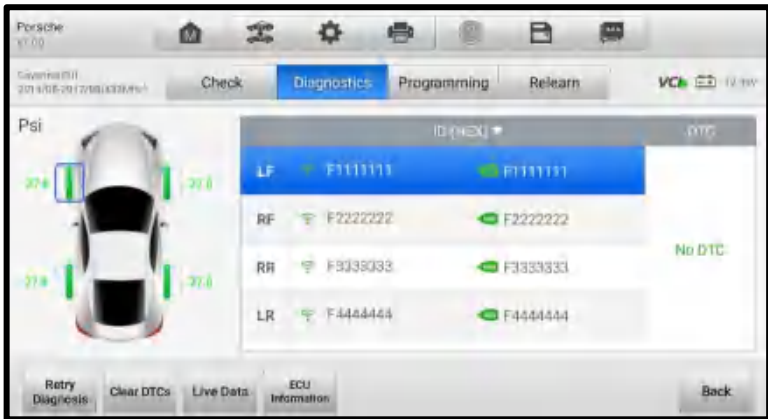 Porsche
Check Diagnostics Programming Relearn VCI
Psi
ID (HEX) DTC
LF F1111111 F1111111
RF F2222222 F2222222
RR F3333333 F3333333
LR F4444444 F4444444
No DTC
Retry Diagnosis Clear DTCs Live Data ECU Information Back